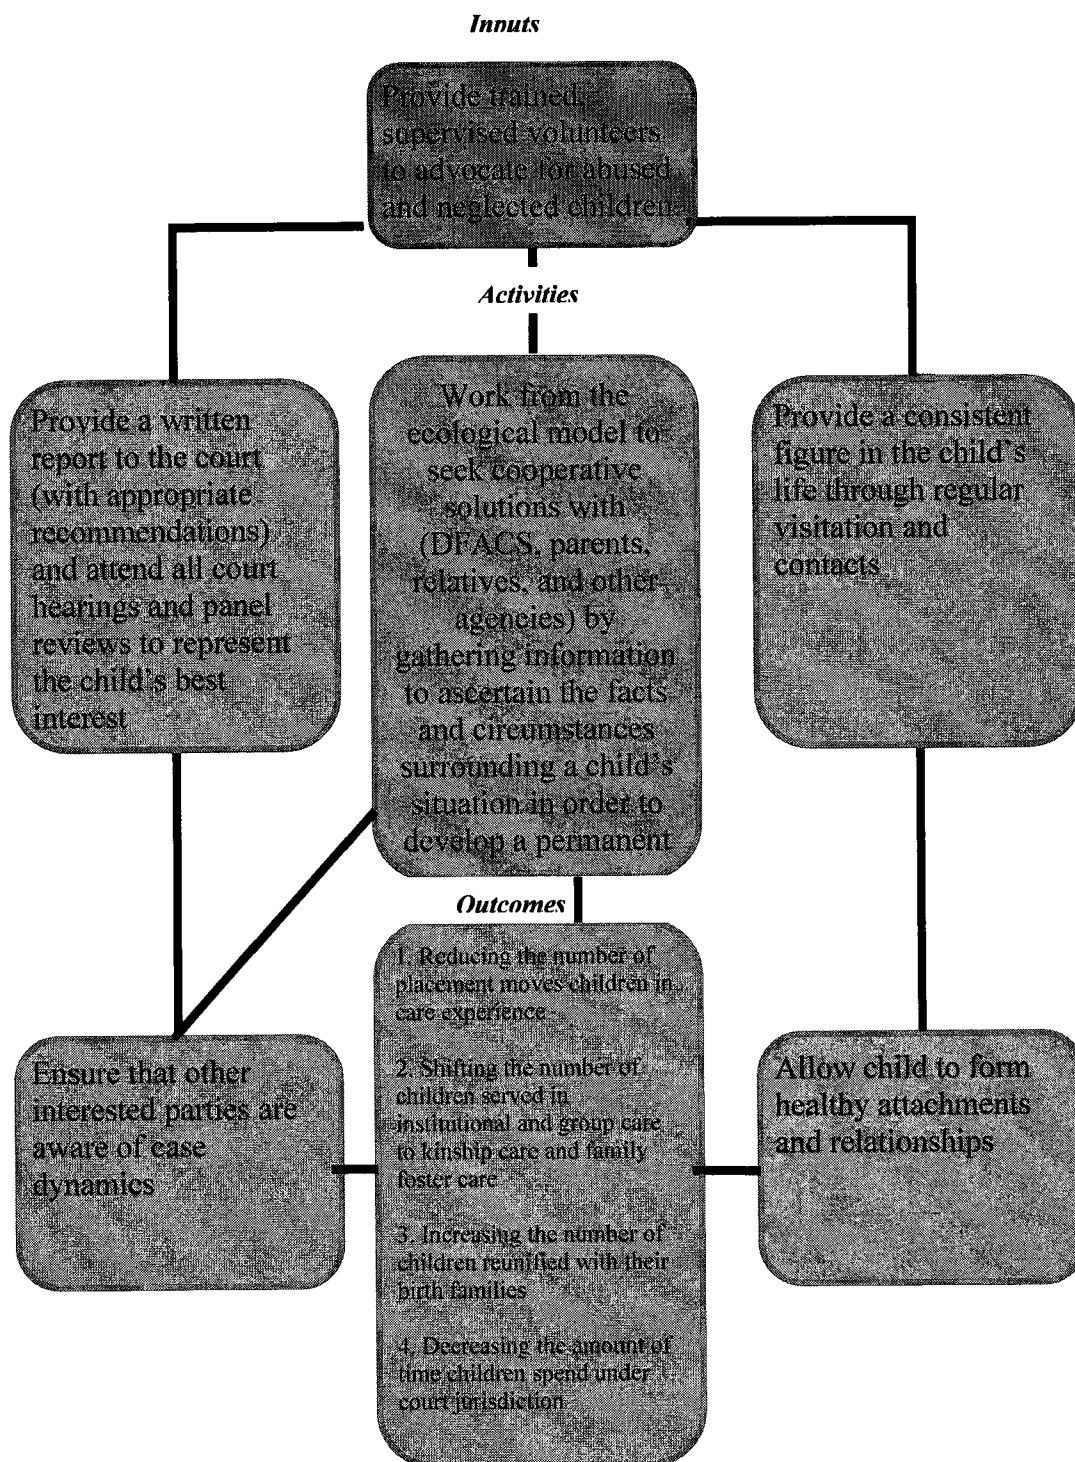 Inputs
Provide trained,
supervised volunteers
to advocate for abused
and neglected children.
Activities
Provide a written
report to the court
(with appropriate
recommendations)
and attend all court
hearings and panel
reviews to represent
the child's best
interest
Work from the
ecological model to
seek cooperative
solutions with
(DFACS, parents,
relatives, and other
agencies) by
gathering information
to ascertain the facts
and circumstances
surrounding a child's
situation in order to
develop a permanent
Provide a consistent
figure in the child's
life through regular
visitation and
contacts
Outcomes
Ensure that other
interested parties are
aware of case
dynamics
1. Reducing the number of
placement moves children in
care experience
2. Shifting the number of
children served in
institutional and group care
to kinship care and family
foster care
3. Increasing the number of
children reunified with their
birth families
4. Decreasing the amount of
time children spend under
court jurisdiction
Allow child to form
healthy attachments
and relationships